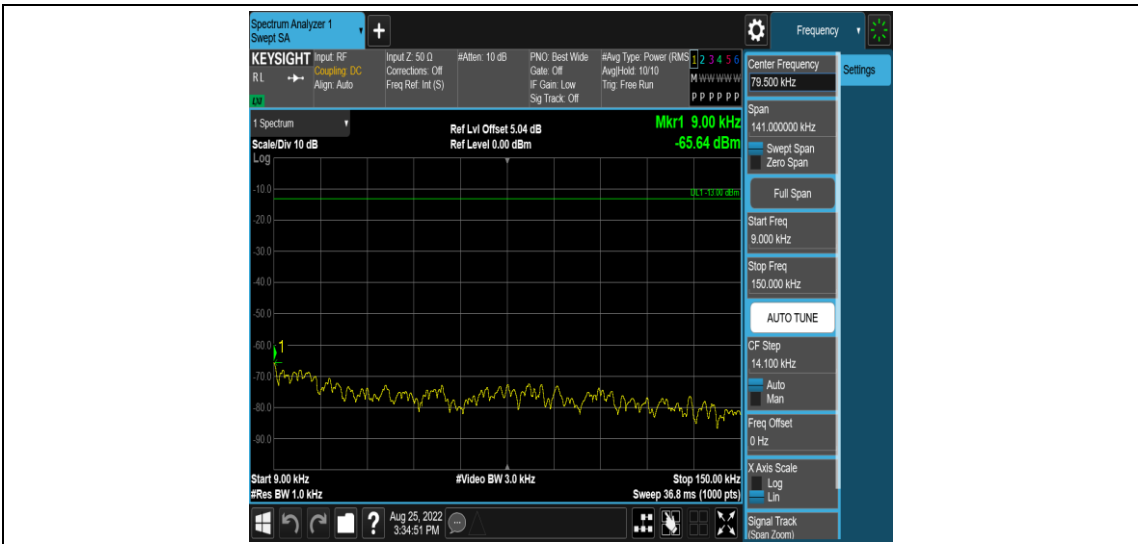 Spectrum Analyzer 1
Swept SA
+
Frequency
KEYSIGHT
RL
LXI
Input: RF
Coupling: DC
Align: Auto
Input Z: 50 Ω
Corrections: Off
Freq Ref: Int (S)
#Atten: 10 dB
PNO: Best Wide
Gate: Off
IF Gain: Low
Sig Track: Off
#Avg Type: Power (RMS
Avg|Hold: 10/10
Trig: Free Run
1 2 3 4 5 6
M W W W W W
P P P P P P
1 Spectrum
Scale/Div 10 dB
Log
Ref Lvl Offset 5.04 dB
Ref Level 0.00 dBm
Mkr1 9.00 kHz
-65.64 dBm
DL1 -13.00 dBm
-10.0
-20.0
-30.0
-40.0
-50.0
-60.0
1
-70.0
-80.0
-90.0
Start 9.00 kHz
#Res BW 1.0 kHz
#Video BW 3.0 kHz
Stop 150.00 kHz
Sweep 36.8 ms (1000 pts)
Center Frequency
79.500 kHz
Settings
Span
141.000000 kHz
Swept Span
Zero Span
Full Span
Start Freq
9.000 kHz
Stop Freq
150.000 kHz
AUTO TUNE
CF Step
14.100 kHz
Auto
Man
Freq Offset
0 Hz
X Axis Scale
Log
Lin
Signal Track
(Span Zoom)
?
Aug 25, 2022
3:34:51 PM